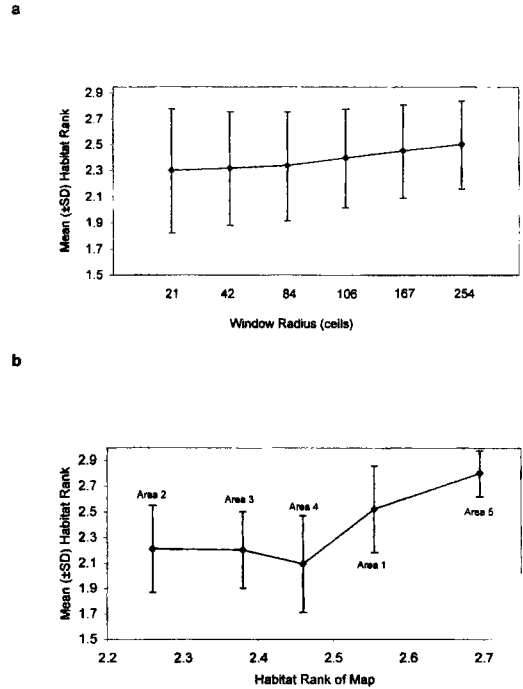 a
Mean (±SD) Habitat Rank
2.9
2.7
2.5
2.3
2.1
1.9
1.7
1.5
21 42 84 106 167 254
Window Radius (cells)
b
Mean (±SD) Habitat Rank
2.9
2.7
2.5
2.3
2.1
1.9
1.7
1.5
Area 2
Area 3
Area 4
Area 1
Area 5
2.2 2.3 2.4 2.5 2.6 2.7
Habitat Rank of Map